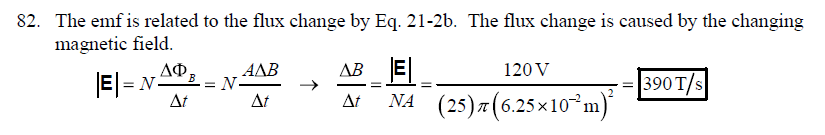 82. The emf is related to the flux change by Eq. 21-2b. The flux change is caused by the changing
magnetic field.
|E| = N ΔΦ_B/Δt = N AΔB/Δt → ΔB/Δt = |E|/NA = 120 V/((25)π(6.25×10⁻² m)²) = 390 T/s